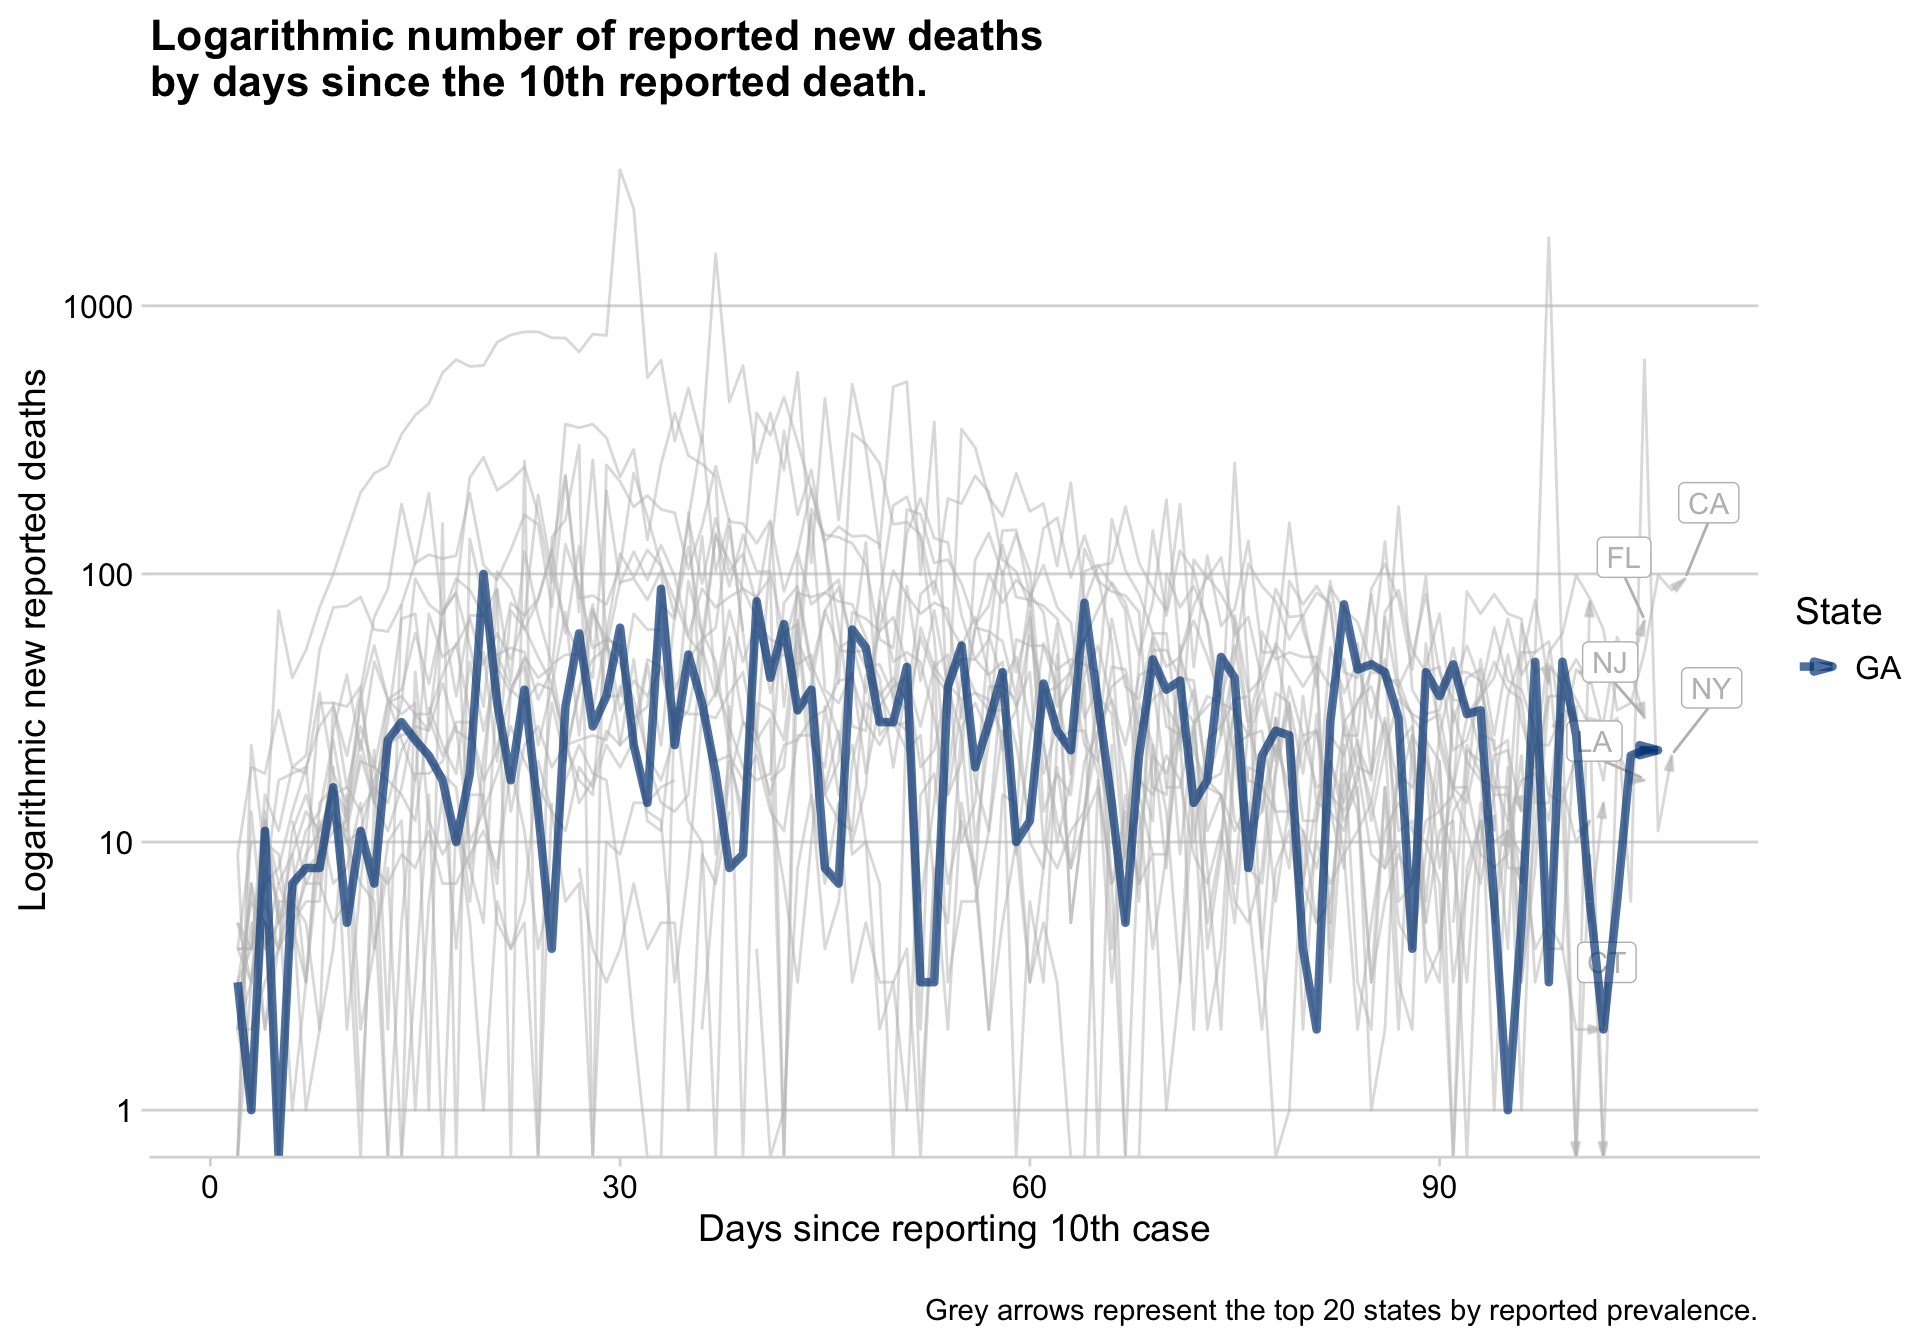 Logarithmic number of reported new deaths
by days since the 10th reported death.
Logarithmic new reported deaths
1000
100
10
1
CA
FL
NJ
NY
LA
CT
State
GA
0
30
60
90
Days since reporting 10th case
Grey arrows represent the top 20 states by reported prevalence.